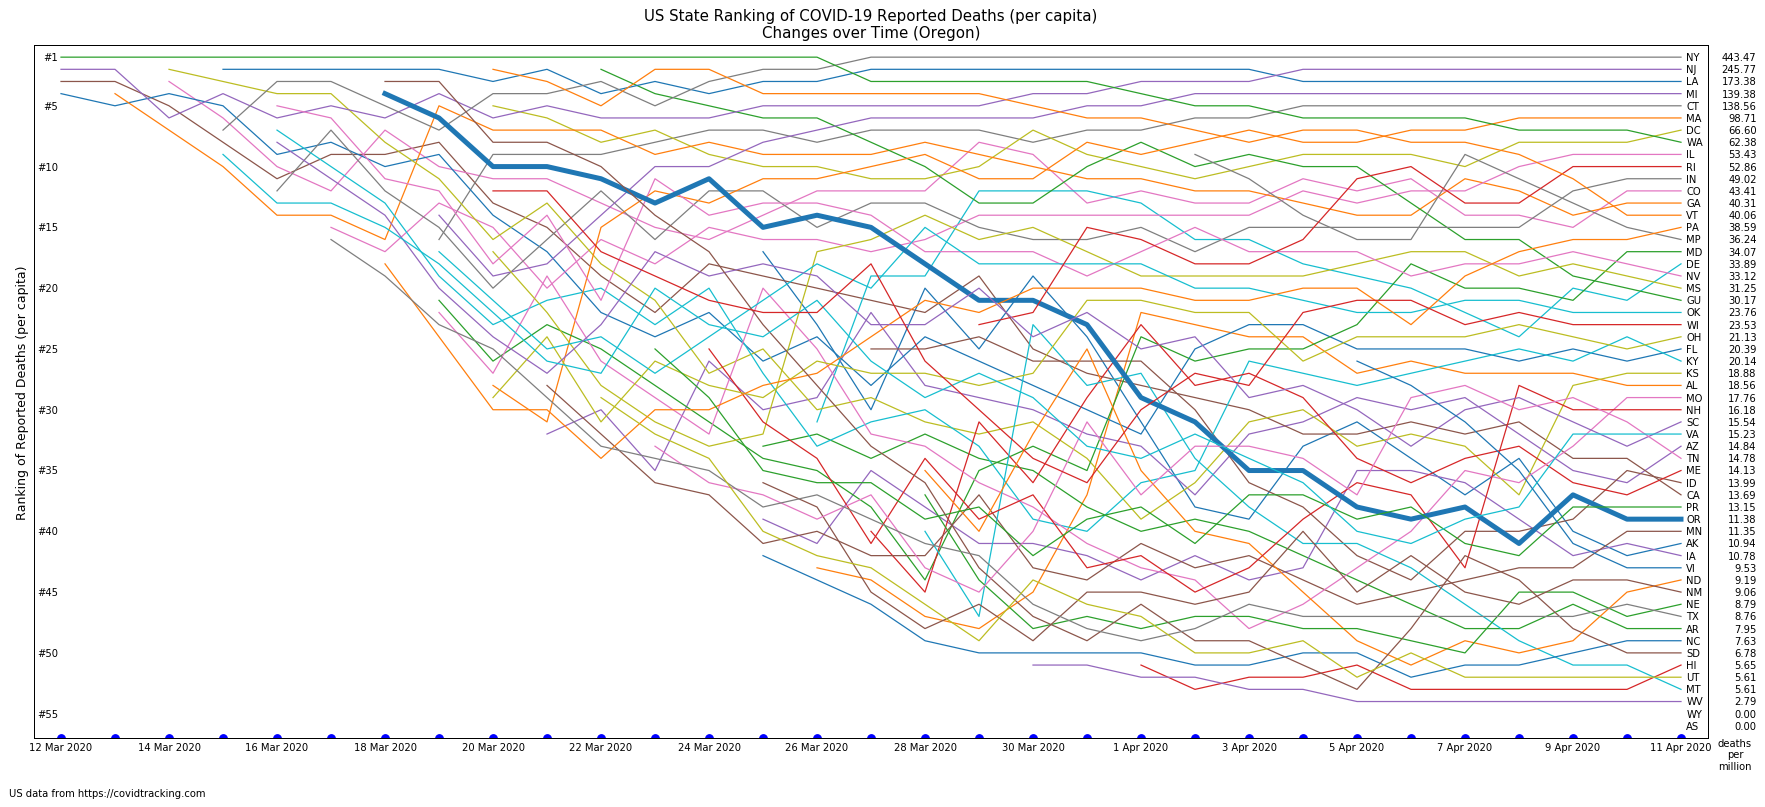 US State Ranking of COVID-19 Reported Deaths (per capita)
Changes over Time (Oregon)
Ranking of Reported Deaths (per capita)
#1
#5
#10
#15
#20
#25
#30
#35
#40
#45
#50
#55
NY 443.47
NJ 245.77
LA 173.38
MI 139.38
CT 138.56
MA 98.71
DC 66.60
WA 62.38
IL 53.43
RI 52.86
IN 49.02
CO 43.41
GA 40.31
VT 40.06
PA 38.59
MP 36.24
MD 34.07
DE 33.89
NV 33.12
MS 31.25
GU 30.17
OK 23.76
WI 23.53
OH 21.13
FL 20.39
KY 20.14
KS 18.88
AL 18.56
MO 17.76
NH 16.18
SC 15.54
VA 15.23
AZ 14.84
TN 14.78
ME 14.13
ID 13.99
CA 13.69
PR 13.15
OR 11.38
MN 11.35
AK 10.94
IA 10.78
VI 9.53
ND 9.19
NM 9.06
NE 8.79
TX 8.76
AR 7.95
NC 7.63
SD 6.78
HI 5.65
UT 5.61
MT 5.61
WV 2.79
WY 0.00
AS 0.00
12 Mar 2020 14 Mar 2020 16 Mar 2020 18 Mar 2020 20 Mar 2020 22 Mar 2020 24 Mar 2020 26 Mar 2020 28 Mar 2020 30 Mar 2020 1 Apr 2020 3 Apr 2020 5 Apr 2020 7 Apr 2020 9 Apr 2020 11 Apr 2020
deaths
per
million
US data from https://covidtracking.com